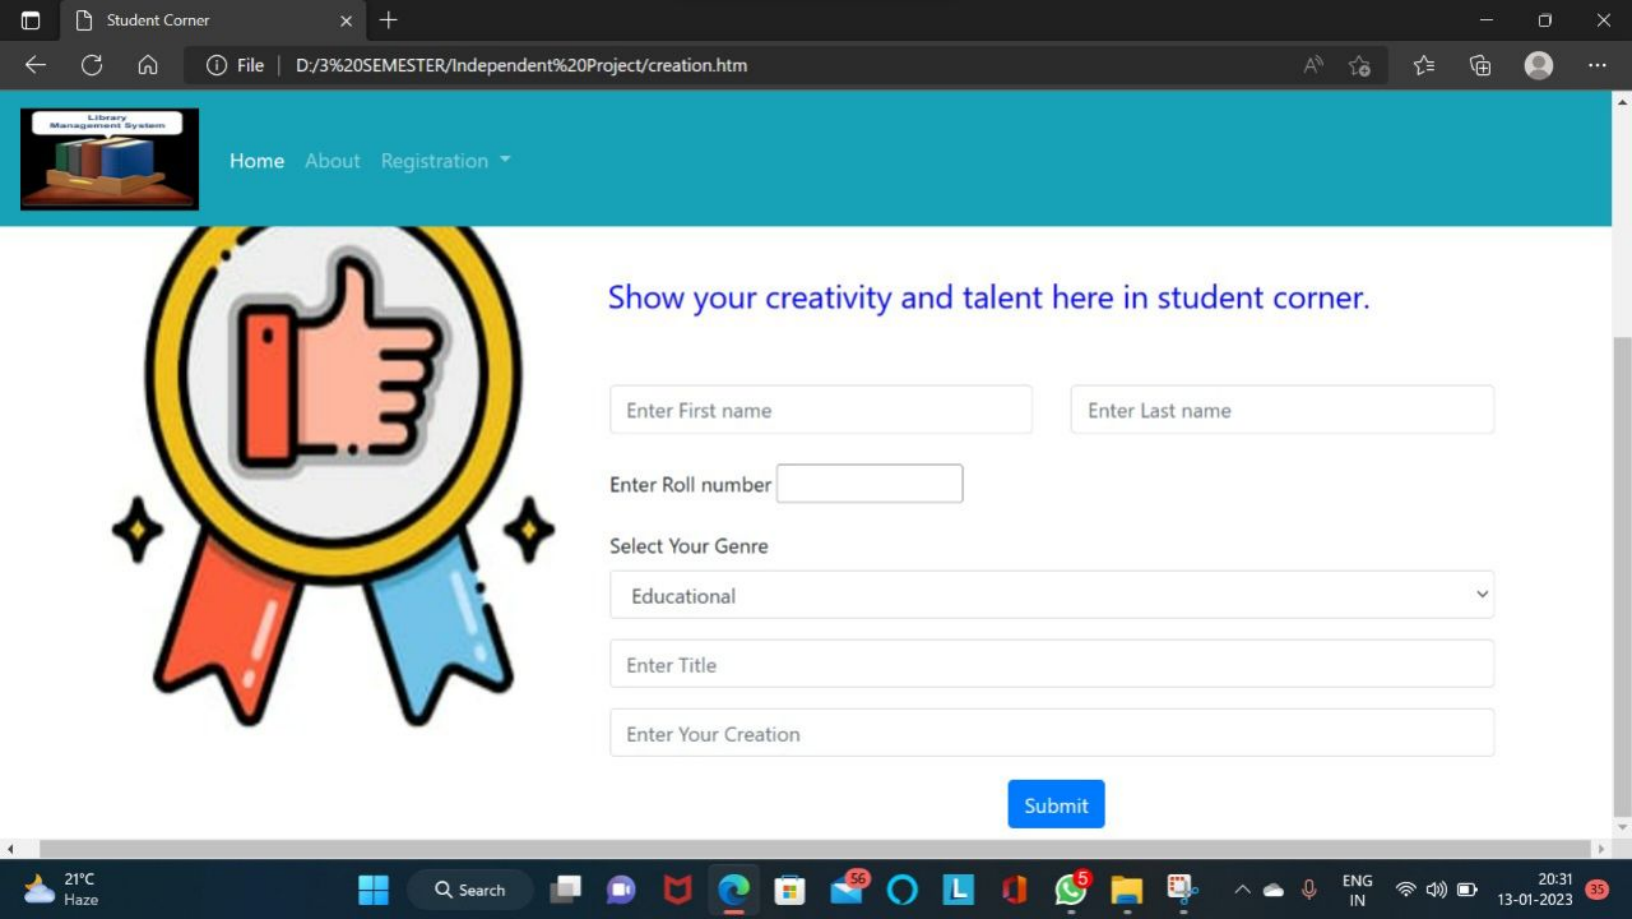 Student Corner
File D:/3%20SEMESTER/Independent%20Project/creation.htm
Library
Management System
Home About Registration
Show your creativity and talent here in student corner.
Enter First name Enter Last name
Enter Roll number
Select Your Genre
Educational
Enter Title
Enter Your Creation
Submit
21°C
Haze
Search
56
L
5
ENG
IN
20:31
13-01-2023
35